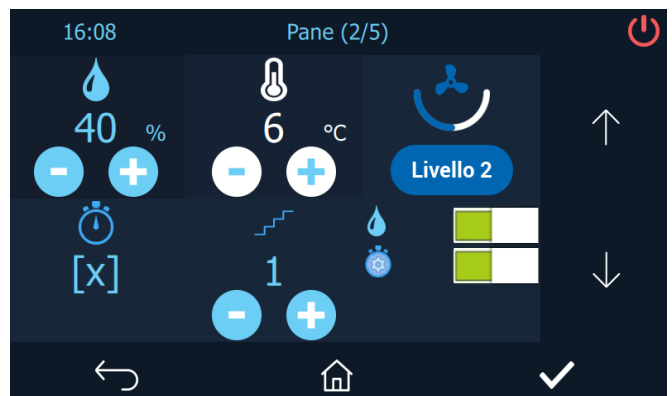 16:08 Pane (2/5)
40 % 6 °C
- + - + Livello 2
[x] 1
- +